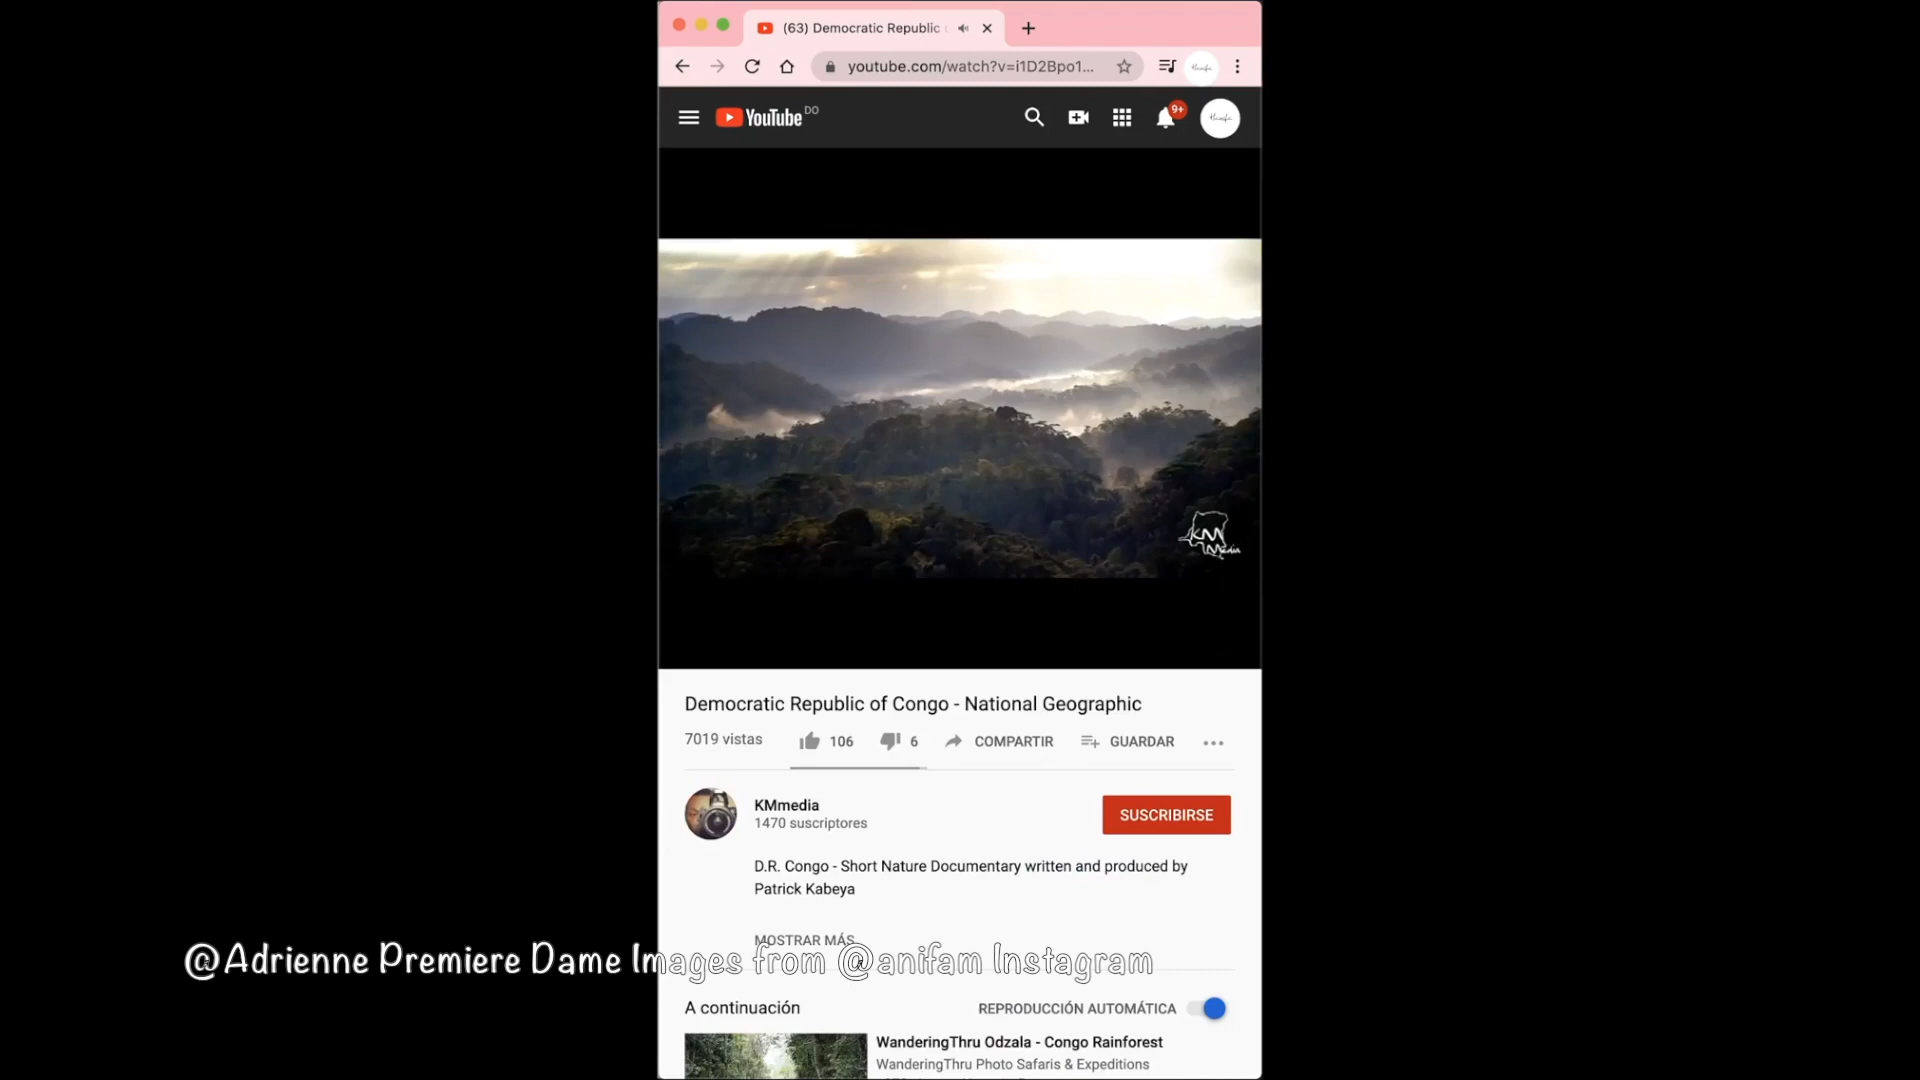 (63) Democratic Republic
youtube.com/watch?v=i1D2Bpo1...
YouTube DO
9+
KM
Media
Democratic Republic of Congo - National Geographic
7019 vistas 106 6 COMPARTIR GUARDAR
KMmedia
1470 suscriptores
SUSCRIBIRSE
D.R. Congo - Short Nature Documentary written and produced by
Patrick Kabeya
MOSTRAR MÁS
@Adrienne Premiere Dame Images from @anifam Instagram
A continuación REPRODUCCIÓN AUTOMÁTICA
WanderingThru Odzala - Congo Rainforest
WanderingThru Photo Safaris & Expeditions